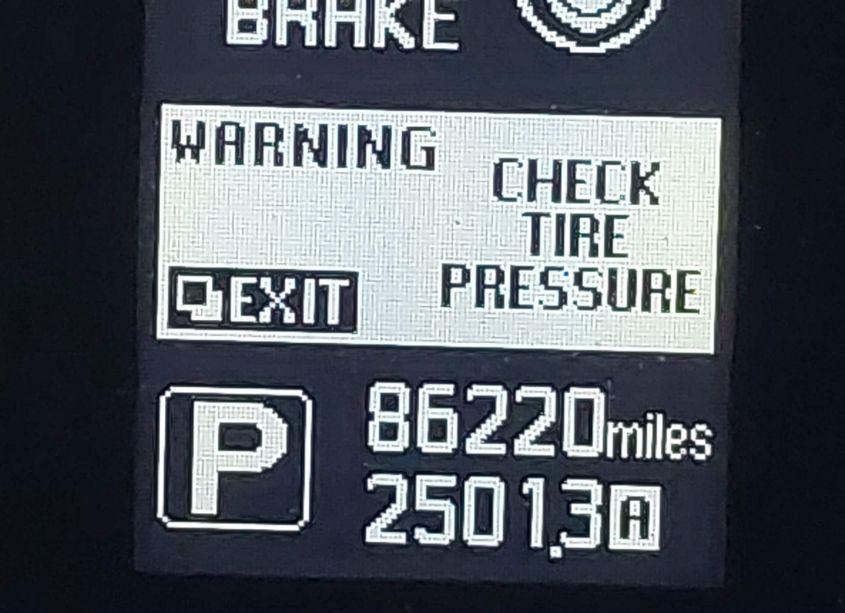 BRAKE
WARNING
CHECK
TIRE
PRESSURE
EXIT
P
86220miles
2501.3A